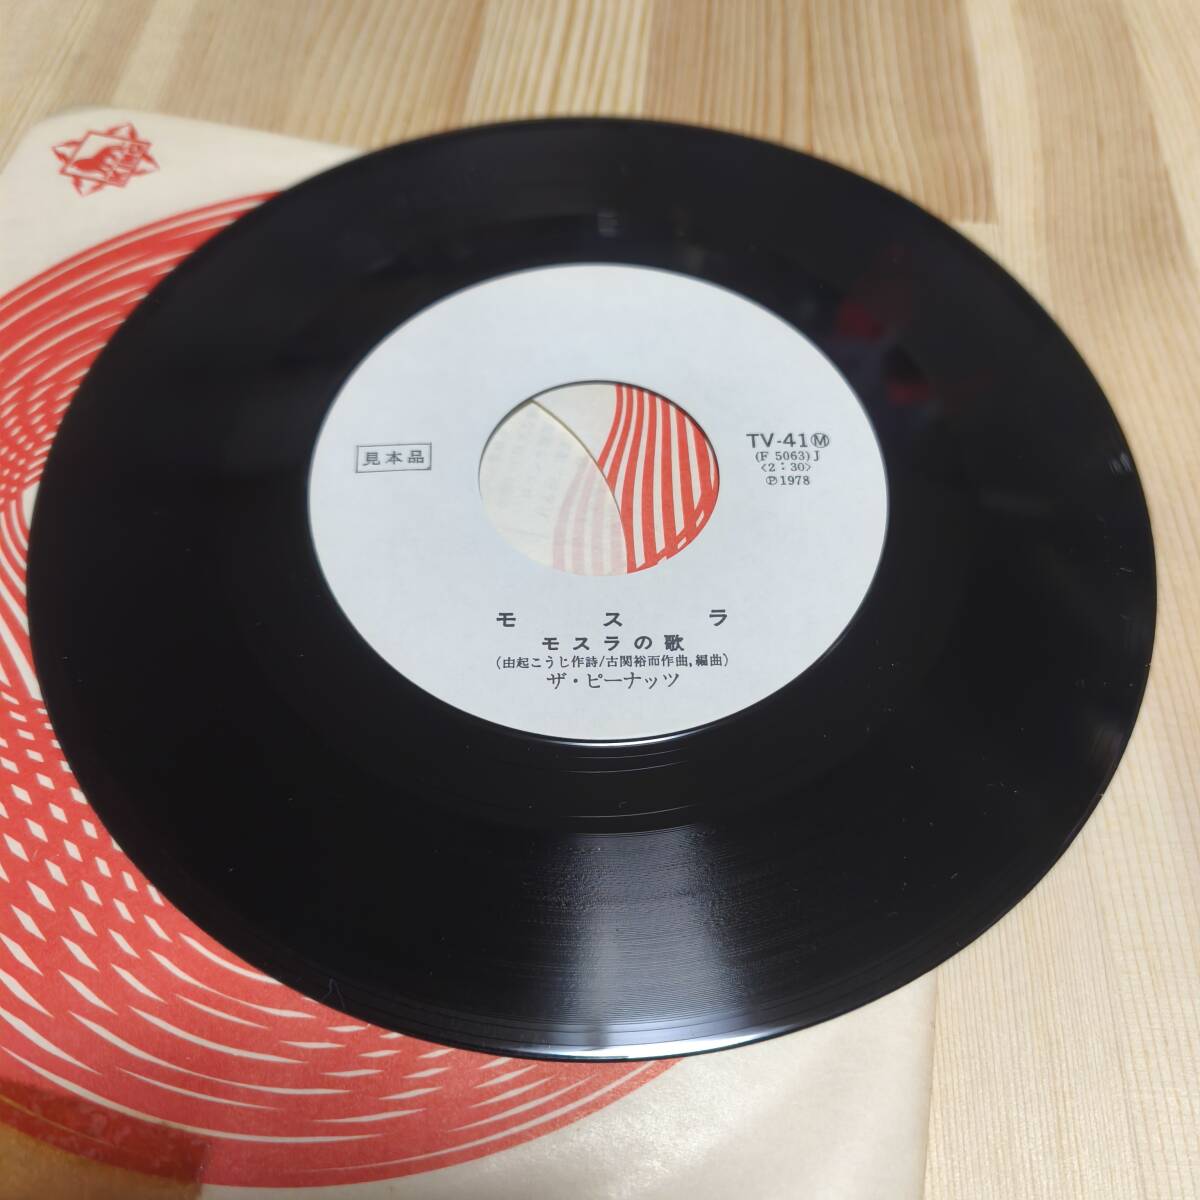 見本品
TV-41Ⓜ
(F 5063)J
<2:30>
Ⓟ1978
モスラ
モスラの歌
(由起こうじ作詩/古関裕而作曲,編曲)
ザ・ピーナッツ